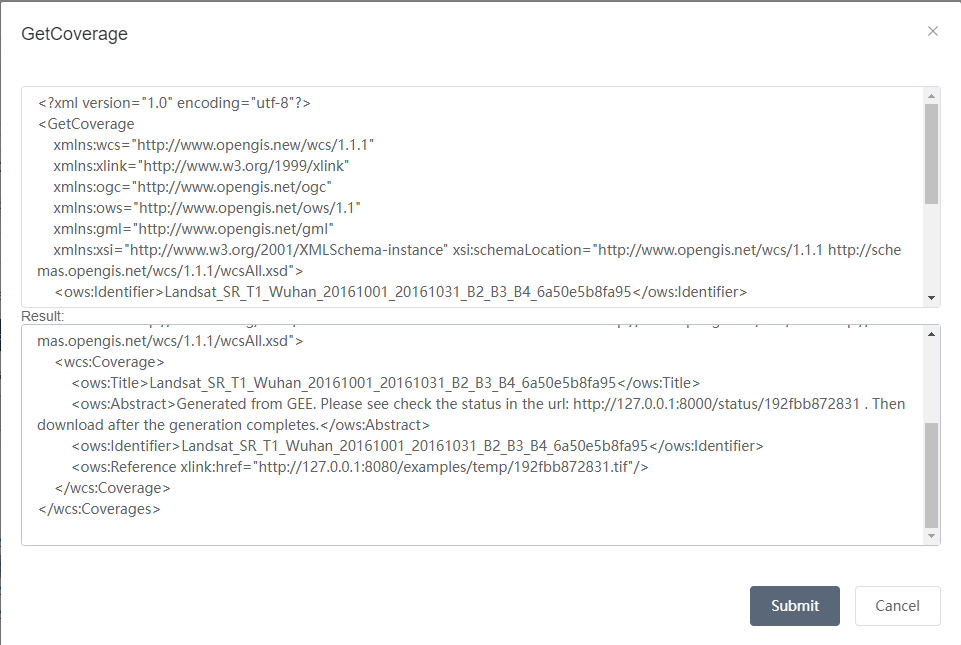 GetCoverage
<?xml version="1.0" encoding="utf-8"?>
<GetCoverage
xmlns:wcs="http://www.opengis.new/wcs/1.1.1"
xmlns:xlink="http://www.w3.org/1999/xlink"
xmlns:ogc="http://www.opengis.net/ogc"
xmlns:ows="http://www.opengis.net/ows/1.1"
xmlns:gml="http://www.opengis.net/gml"
xmlns:xsi="http://www.w3.org/2001/XMLSchema-instance" xsi:schemaLocation="http://www.opengis.net/wcs/1.1.1 http://sche
mas.opengis.net/wcs/1.1.1/wcsAll.xsd">
<ows:Identifier>Landsat_SR_T1_Wuhan_20161001_20161031_B2_B3_B4_6a50e5b8fa95</ows:Identifier>
Result:
mas.opengis.net/wcs/1.1.1/wcsAll.xsd">
<wcs:Coverage>
<ows:Title>Landsat_SR_T1_Wuhan_20161001_20161031_B2_B3_B4_6a50e5b8fa95</ows:Title>
<ows:Abstract>Generated from GEE. Please see check the status in the url: http://127.0.0.1:8000/status/192fbb872831 . Then
download after the generation completes.</ows:Abstract>
<ows:Identifier>Landsat_SR_T1_Wuhan_20161001_20161031_B2_B3_B4_6a50e5b8fa95</ows:Identifier>
<ows:Reference xlink:href="http://127.0.0.1:8080/examples/temp/192fbb872831.tif"/>
</wcs:Coverage>
</wcs:Coverages>
Submit
Cancel